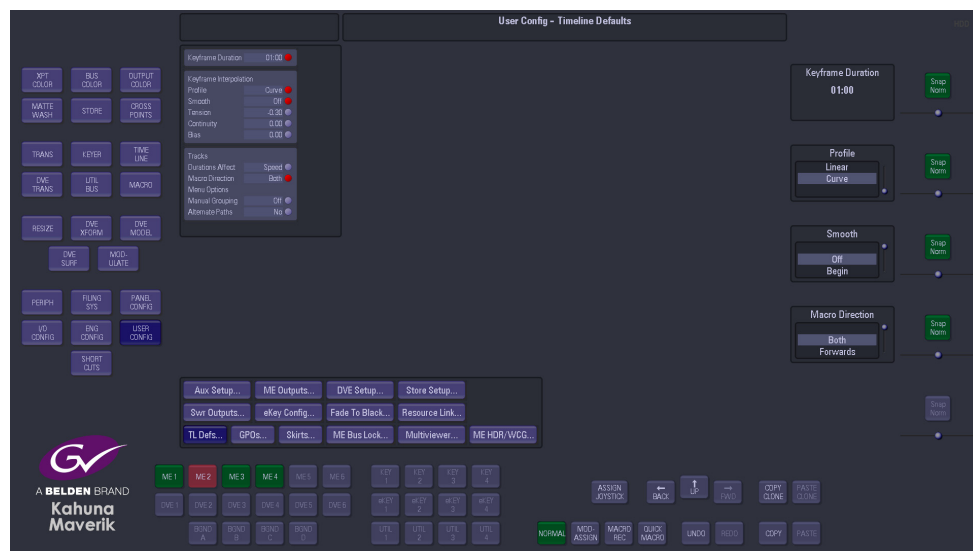 User Config - Timeline Defaults
Keyframe Duration 01:00
Keyframe Interpolation
Profile Curve
Smooth Off
Tension -0.30
Continuity 0.00
Bias 0.00
Tracks
Durations Affect Speed
Macro Direction Both
Menu Options
Manual Grouping Off
Alternate Paths No
XPT COLOR
BUS COLOR
OUTPUT COLOR
MATTE WASH
STORE
CROSS POINTS
TRANS
KEYER
TIME LINE
DVE TRANS
UTIL BUS
MACRO
RESIZE
DVE XFORM
DVE MODEL
DVE SURF
MOD- ULATE
PERIPH
FILING SYS
PANEL CONFIG
I/O CONFIG
ENG CONFIG
USER CONFIG
SHORT CUTS
Keyframe Duration
01:00
Snap Norm
Profile
Linear
Curve
Snap Norm
Smooth
Off
Begin
Snap Norm
Macro Direction
Both
Forwards
Snap Norm
Snap Norm
Aux Setup... ME Outputs... DVE Setup... Store Setup...
Swr Outputs... eKey Config... Fade To Black... Resource Link...
TL Defs... GPOs... Skirts... ME Bus Lock... Multiviewer... ME HDR/WCG...
GV
A BELDEN BRAND
Kahuna
Maverik
ME 1 ME 2 ME 3 ME 4 ME 5 ME 6
DVE 1 DVE 2 DVE 3 DVE 4 DVE 5 DVE 6
BGND A BGND B BGND C BGND D
KEY 1 KEY 2 KEY 3 KEY 4
eKEY 1 eKEY 2 eKEY 3 eKEY 4
UTIL 1 UTIL 2 UTIL 3 UTIL 4
ASSIGN JOYSTICK
← BACK
↑ UP
→ FWD
COPY CLONE
PASTE CLONE
NORMAL
MOD- ASSIGN
MACRO REC
QUICK MACRO
UNDO
REDO
COPY
PASTE